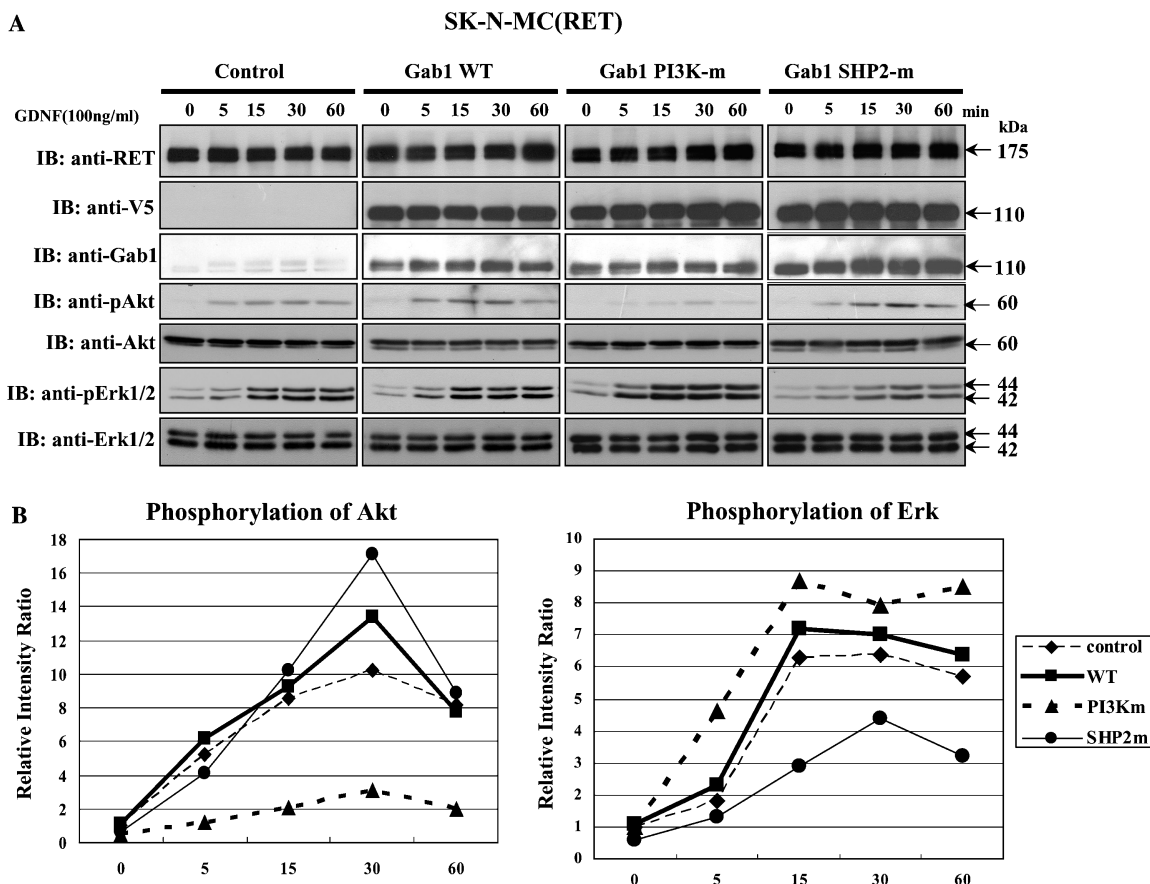 A
SK-N-MC(RET)
Control Gab1 WT Gab1 PI3K-m Gab1 SHP2-m
GDNF(100ng/ml) 0 5 15 30 60 0 5 15 30 60 0 5 15 30 60 0 5 15 30 60 min
kDa
IB: anti-RET 175
IB: anti-V5 110
IB: anti-Gab1 110
IB: anti-pAkt 60
IB: anti-Akt 60
IB: anti-pErk1/2 44
42
IB: anti-Erk1/2 44
42
B
Phosphorylation of Akt
Relative Intensity Ratio
18
16
14
12
10
8
6
4
2
0
0 5 15 30 60
Phosphorylation of Erk
Relative Intensity Ratio
10
9
8
7
6
5
4
3
2
1
0
0 5 15 30 60
control
WT
PI3Km
SHP2m